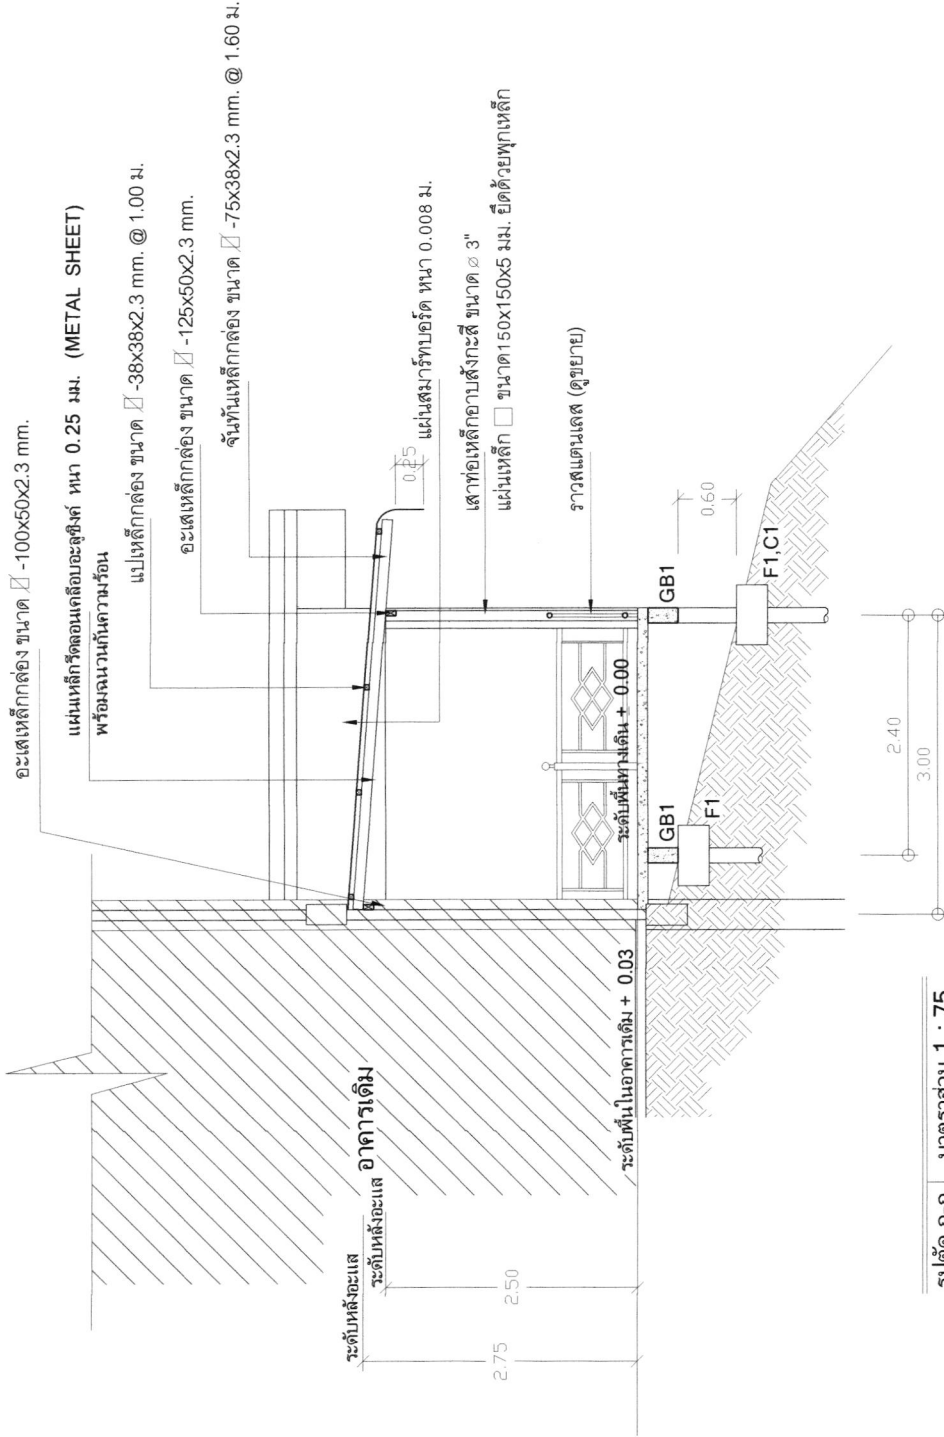 อะเสเหล็กกล่อง ขนาด -100x50x2.3 mm.
แผ่นเหล็กรีดลอนเคลือบอะลูซิงค์ หนา 0.25 มม. (METAL SHEET)
พร้อมฉนวนกันความร้อน
แปเหล็กกล่อง ขนาด -38x38x2.3 mm. @ 1.00 ม.
อะเสเหล็กกล่อง ขนาด -125x50x2.3 mm.
จันทันเหล็กกล่อง ขนาด -75x38x2.3 mm. @ 1.60 ม.
0.25
แผ่นสมาร์ทบอร์ด หนา 0.008 ม.
เสาท่อเหล็กอาบสังกะสี ขนาด ⌀ 3"
แผ่นเหล็ก □ ขนาด150x150x5 มม. ยึดด้วยพุกเหล็ก
ราวสแตนเลส (ดูขยาย)
ระดับหลังอะเส
ระดับหลังอะเส
อาคารเดิม
2.75
2.50
ระดับพื้นในอาคารเดิม + 0.03
ระดับพื้นทางเดิน + 0.00
GB1
GB1
0.60
F1
F1,C1
2.40
3.00
รูปตัด 2-2 มาตราส่วน 1 : 75